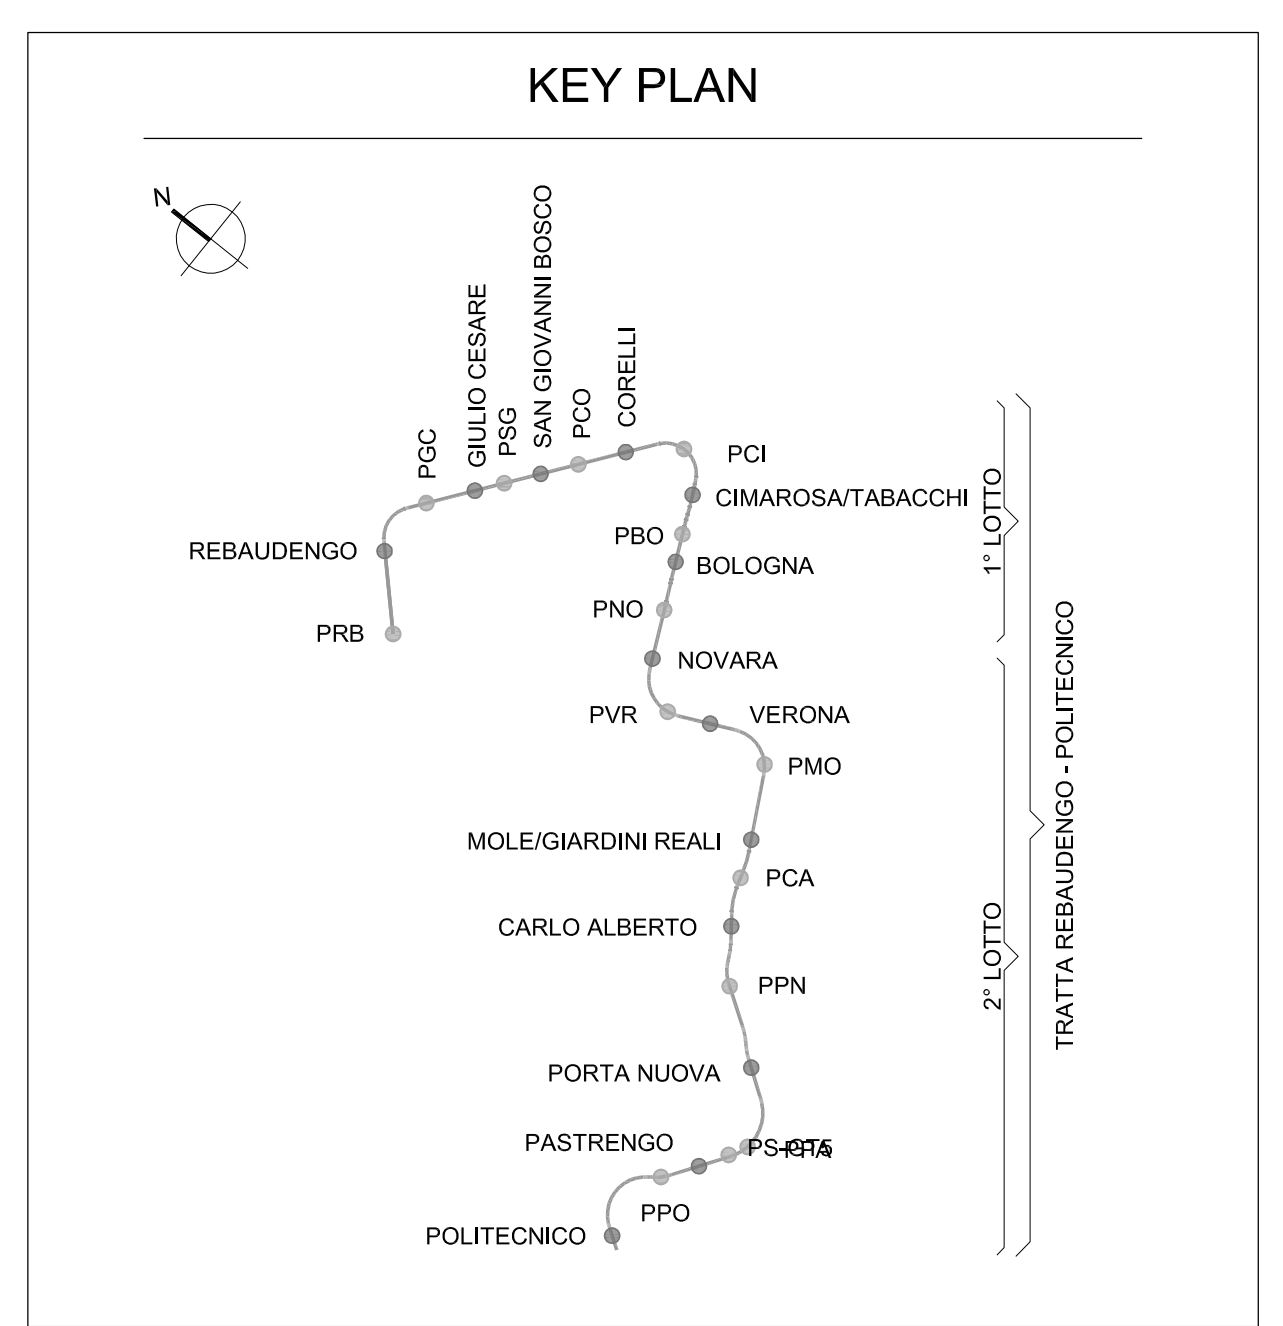 KEY PLAN
N
PGC
GIULIO CESARE
PSG
SAN GIOVANNI BOSCO
PCO
CORELLI
PCI
CIMAROSA/TABACCHI
PBO
REBAUDENGO
BOLOGNA
PNO
PRB
NOVARA
PVR
VERONA
PMO
MOLE/GIARDINI REALI
PCA
CARLO ALBERTO
PPN
PORTA NUOVA
PASTRENGO
PPO
POLITECNICO
1° LOTTO
2° LOTTO
TRATTA REBAUDENGO - POLITECNICO